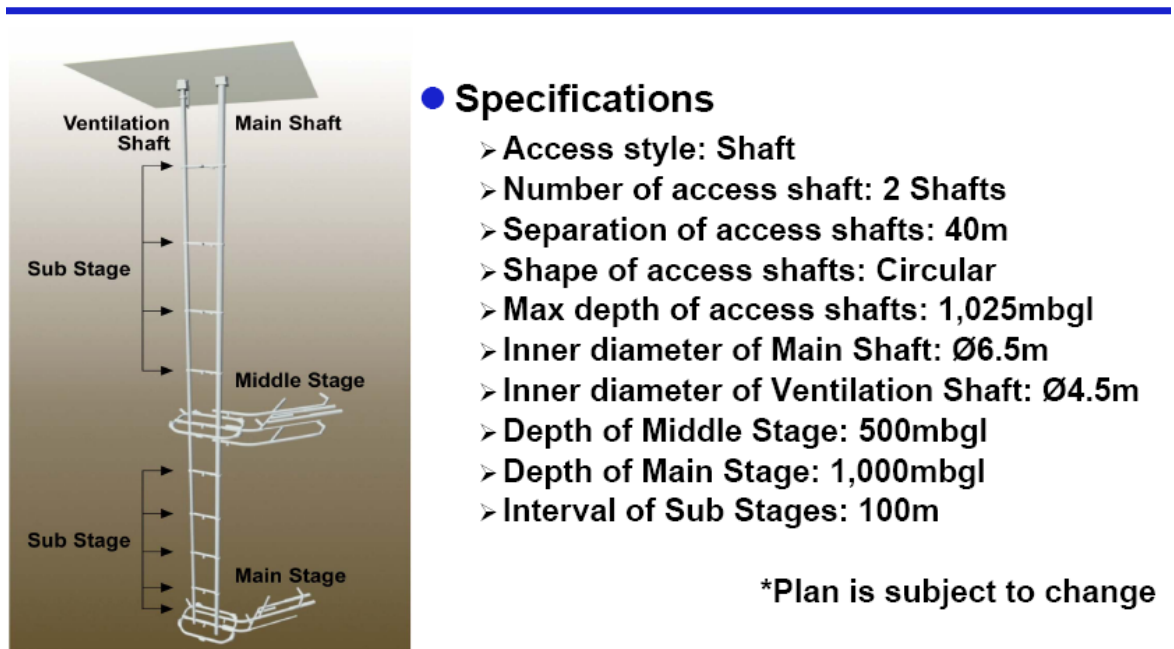 Ventilation
Shaft
Main Shaft
Sub Stage
Middle Stage
Sub Stage
Main Stage
Specifications
Access style: Shaft
Number of access shaft: 2 Shafts
Separation of access shafts: 40m
Shape of access shafts: Circular
Max depth of access shafts: 1,025mbgl
Inner diameter of Main Shaft: Ø6.5m
Inner diameter of Ventilation Shaft: Ø4.5m
Depth of Middle Stage: 500mbgl
Depth of Main Stage: 1,000mbgl
Interval of Sub Stages: 100m
*Plan is subject to change